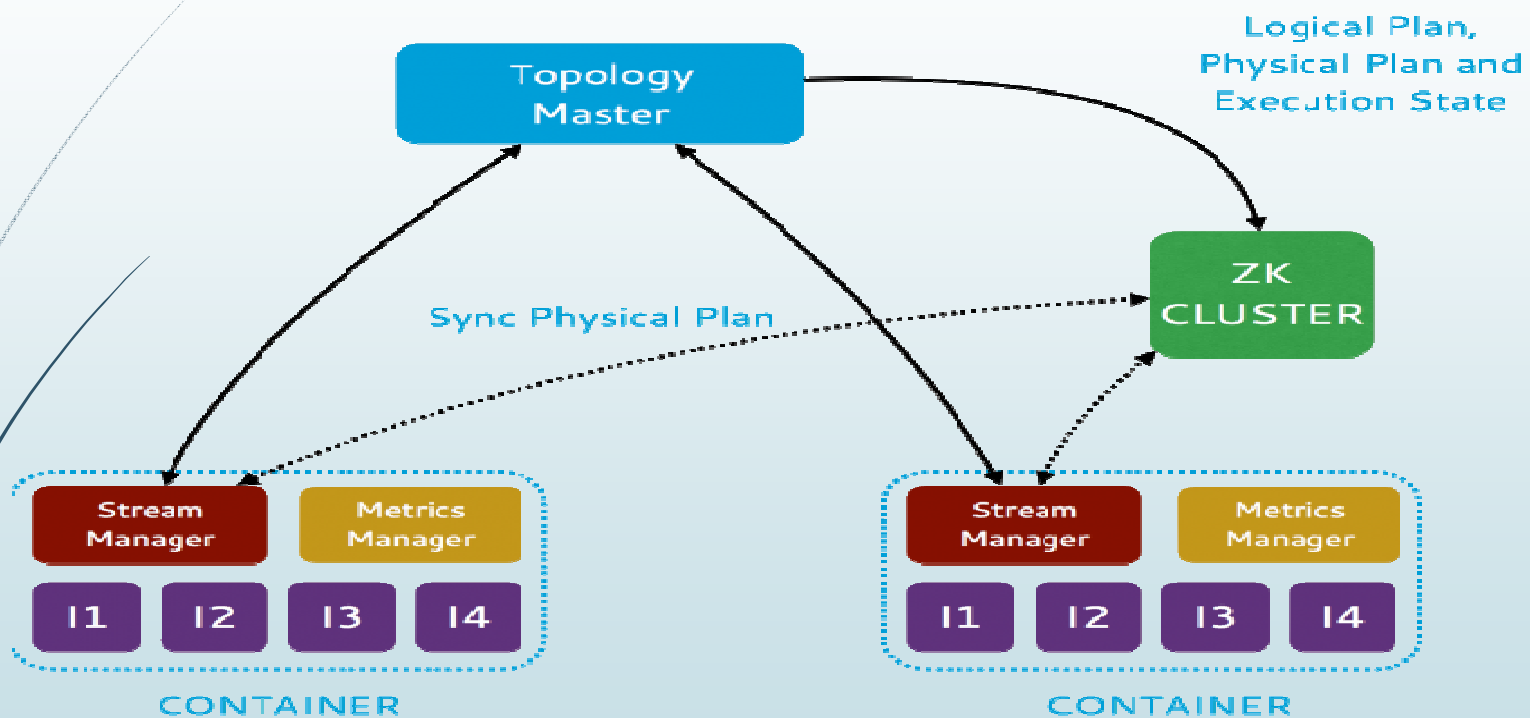 Logical Plan,
Physical Plan and
Execution State
Topology
Master
ZK
CLUSTER
Sync Physical Plan
Stream
Manager
Metrics
Manager
I1
I2
I3
I4
CONTAINER
Stream
Manager
Metrics
Manager
I1
I2
I3
I4
CONTAINER